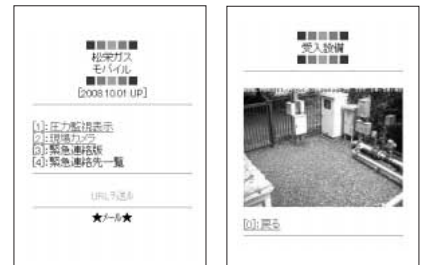 ■■■■■
松栄ガス
モバイル
■■■■■
[2008.10.01 UP]
[1]:圧力監視表示
[2]:現場カメラ
[3]:緊急連絡版
[4]:緊急連絡先一覧
URLを送る
★メール★
■■■■■
受入設備
■■■■■
[0]:戻る